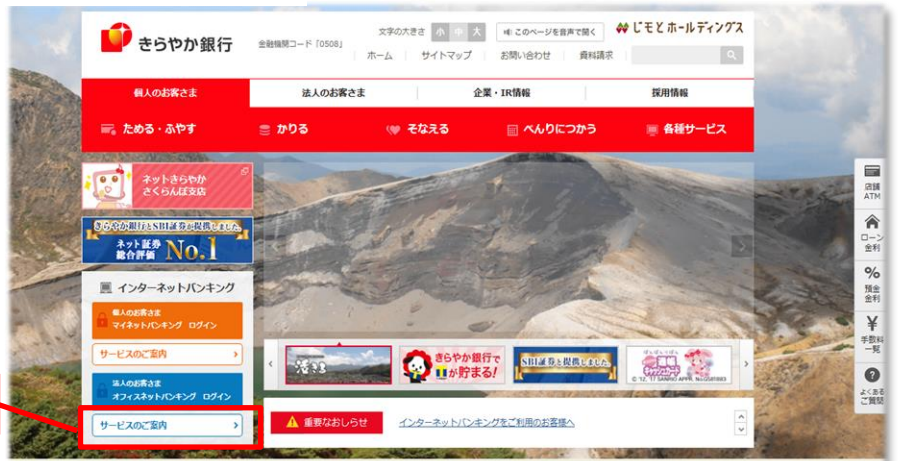 きらやか銀行
金融機関コード「0508」
文字の大きさ 小 中 大
このページを音声で聞く
じモとホールディングス
ホーム
サイトマップ
お問い合わせ
資料請求
個人のお客さま
法人のお客さま
企業・IR情報
採用情報
ためる・ふやす
かりる
そなえる
べんりにつかう
各種サービス
ネットきらやか
さくらんぼ支店
きらやか銀行とSBI証券が提携しました。
ネット証券
総合評価 No.1
インターネットバンキング
個人のお客さま
マイネットバンキング ログイン
サービスのご案内
法人のお客さま
オフィスネットバンキング ログイン
サービスのご案内
活きる
きらやか銀行で
が貯まる!
SBI証券と提携しました。
通帳
キャッシュカード
重要なおしらせ
インターネットバンキングをご利用のお客様へ
店舗
ATM
ローン
金利
預金
金利
手数料
一覧
よくある
ご質問